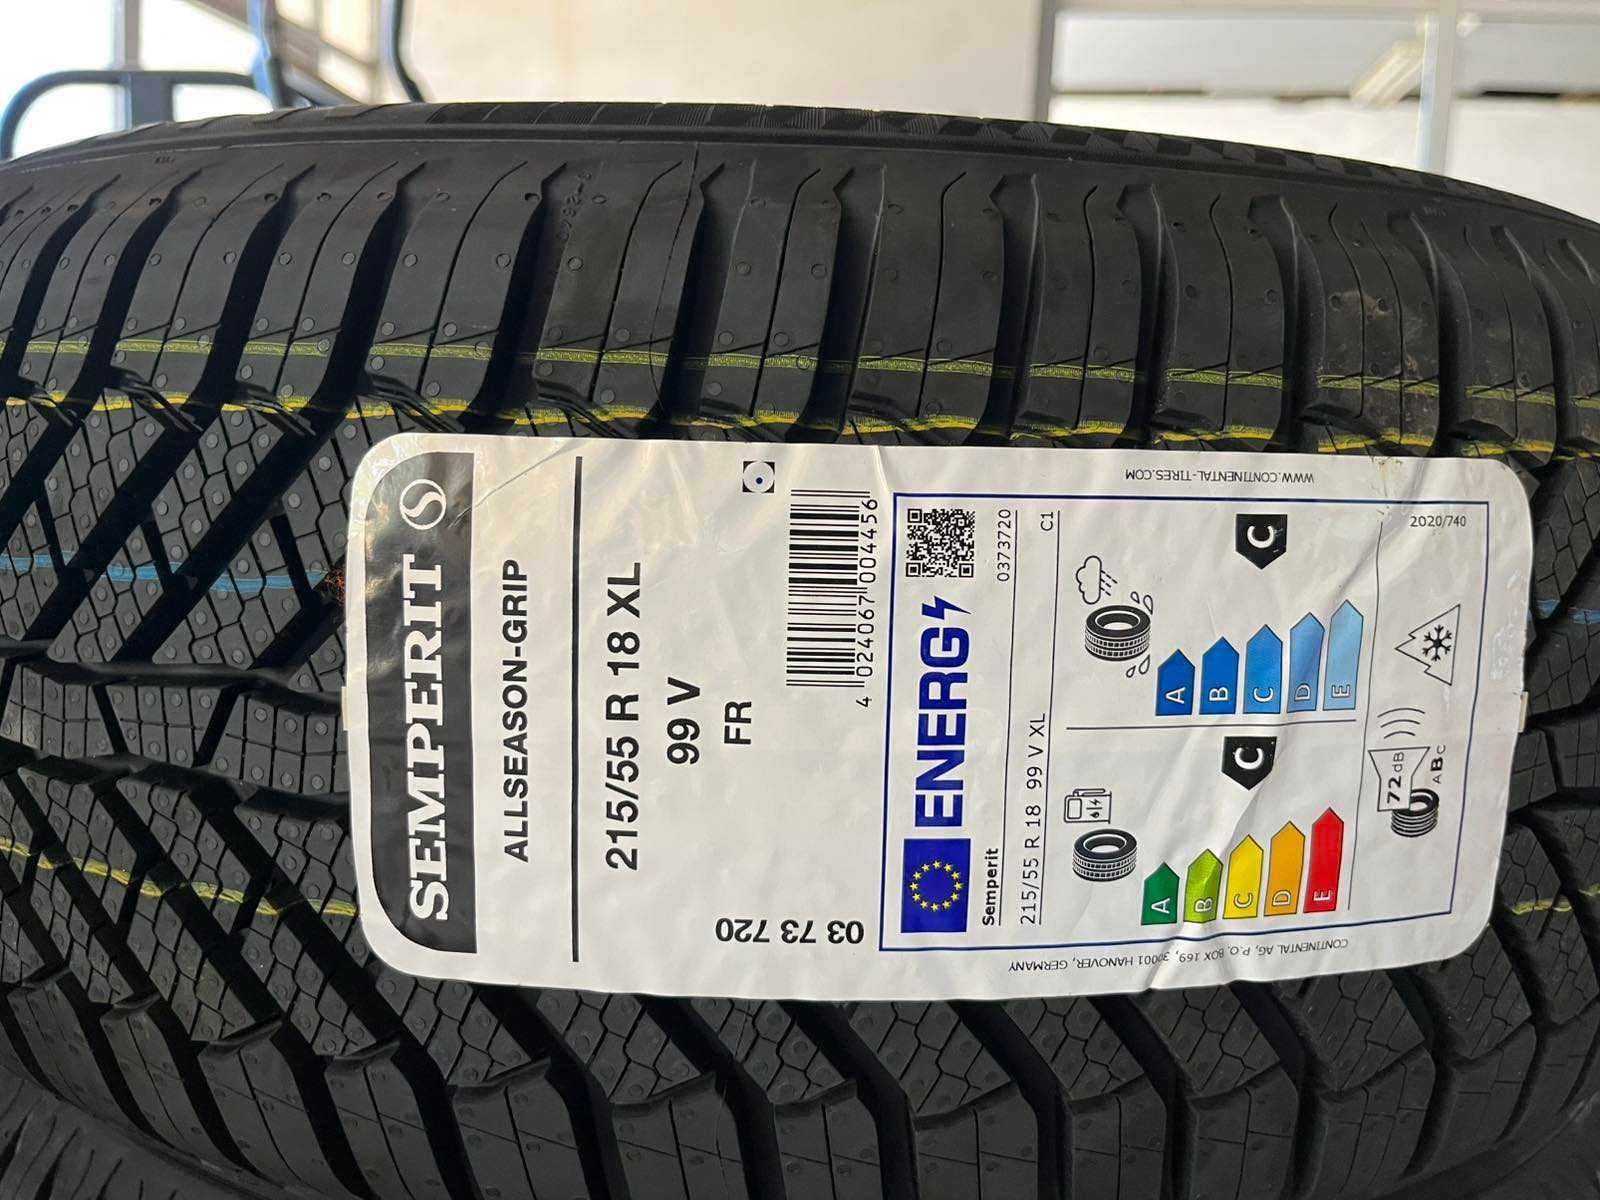 SEMPERIT
ALLSEASON-GRIP
215/55 R 18 XL
99 V
FR
03 73 720
4 024067 004456
ENERG
Semperit
0373720
215/55 R 18 99 V XL
C1
A
B
C
D
E
C
A
B
C
D
E
C
72 dB
ABC
2020/740
WWW.CONTINENTAL-TIRES.COM
CONTINENTAL AG, P.O. BOX 169, 30001 HANOVER, GERMANY